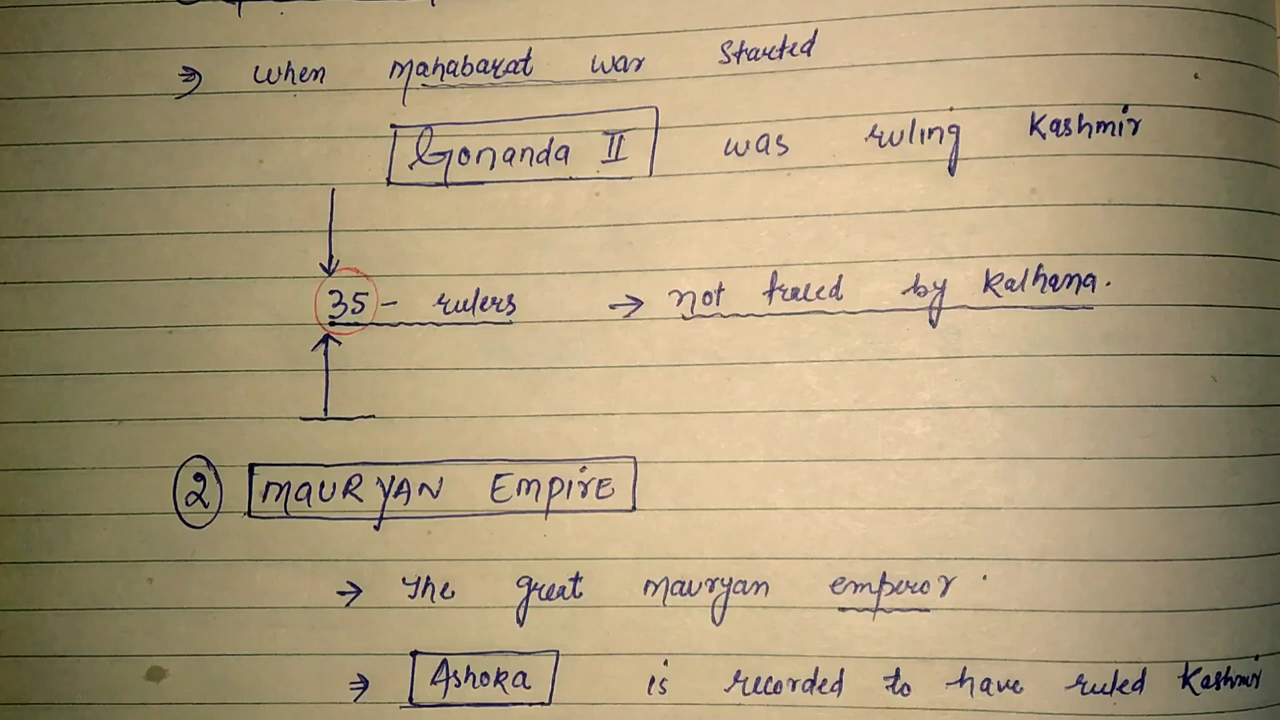 ⇒ when mahabarat war started
Gonanda II was ruling Kashmir
35 - rulers → not traced by Kalhana.
② MAURYAN EMPIRE
→ The great mauryan emperor.
⇒ Ashoka is recorded to have ruled Kashmir